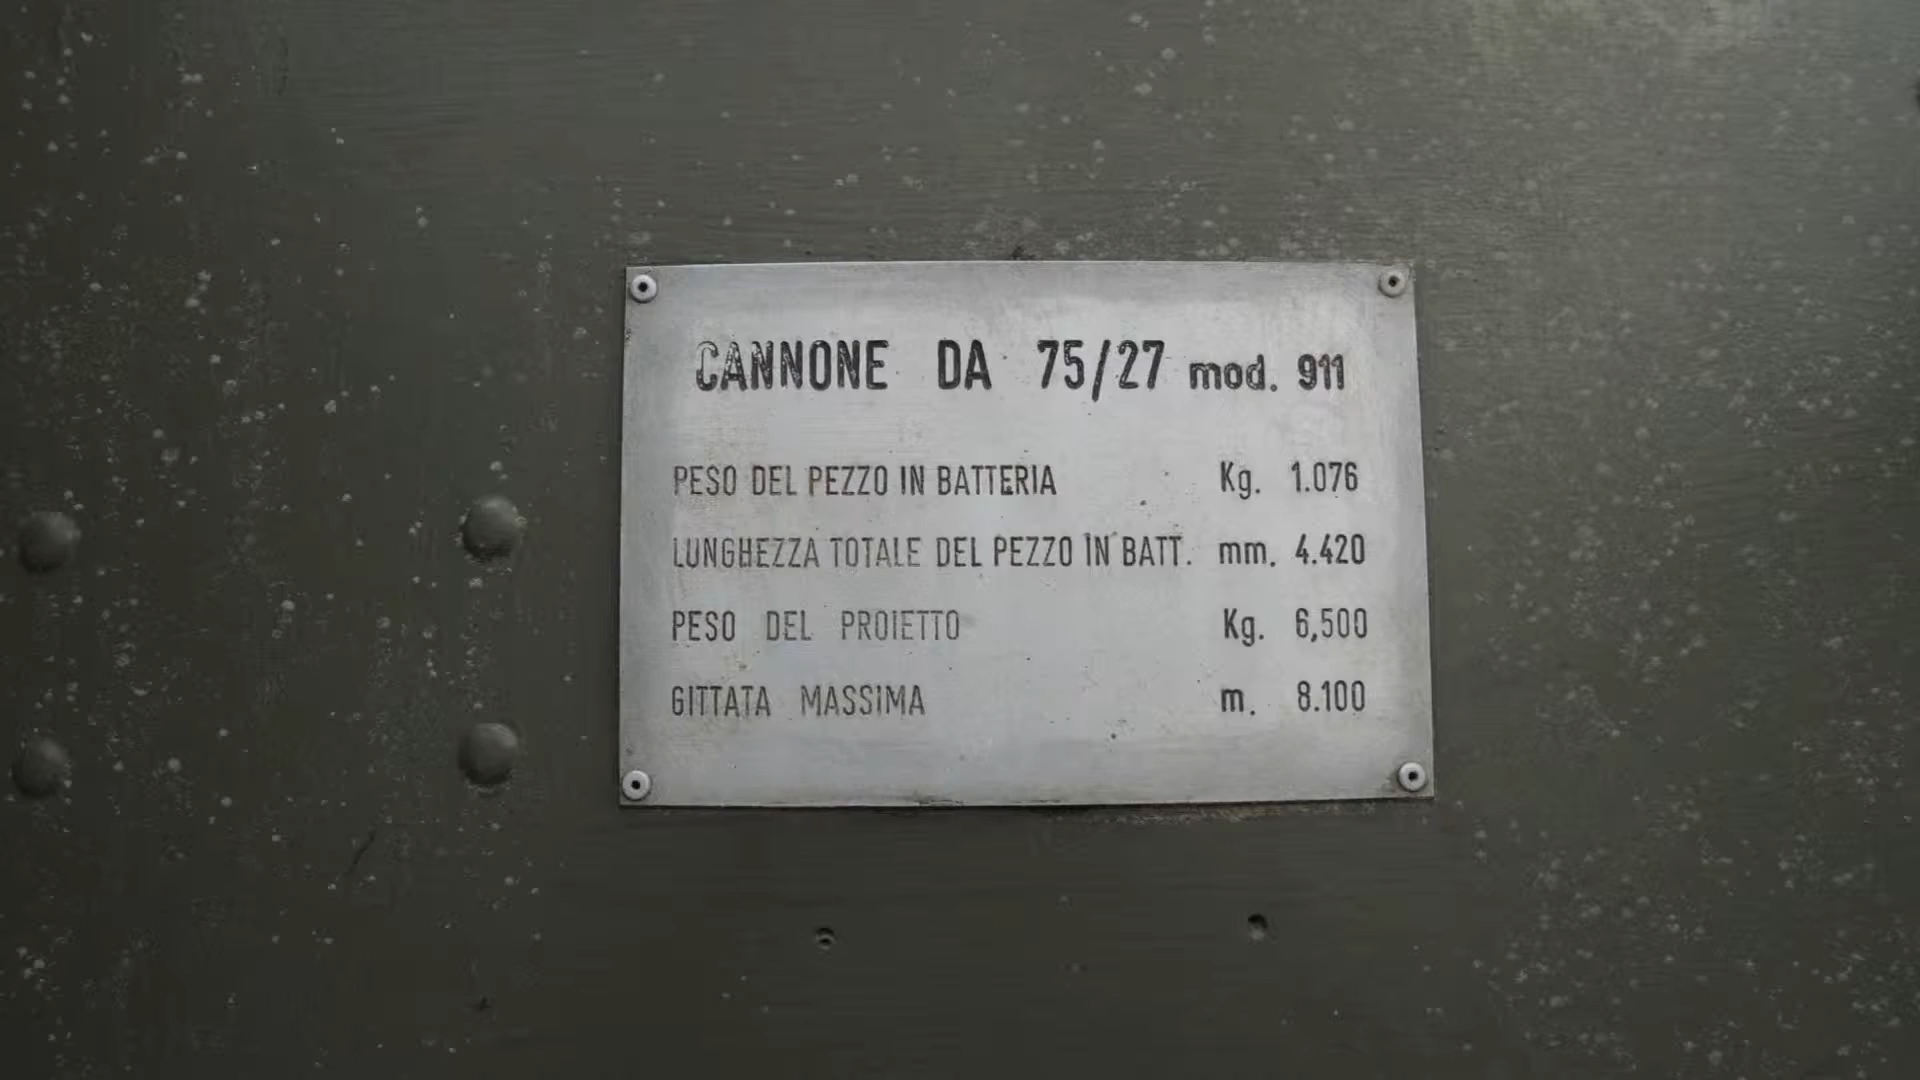 CANNONE DA 75/27 mod. 911
PESO DEL PEZZO IN BATTERIA Kg. 1.076
LUNGHEZZA TOTALE DEL PEZZO IN BATT. mm. 4.420
PESO DEL PROIETTO Kg. 6,500
GITTATA MASSIMA m. 8.100